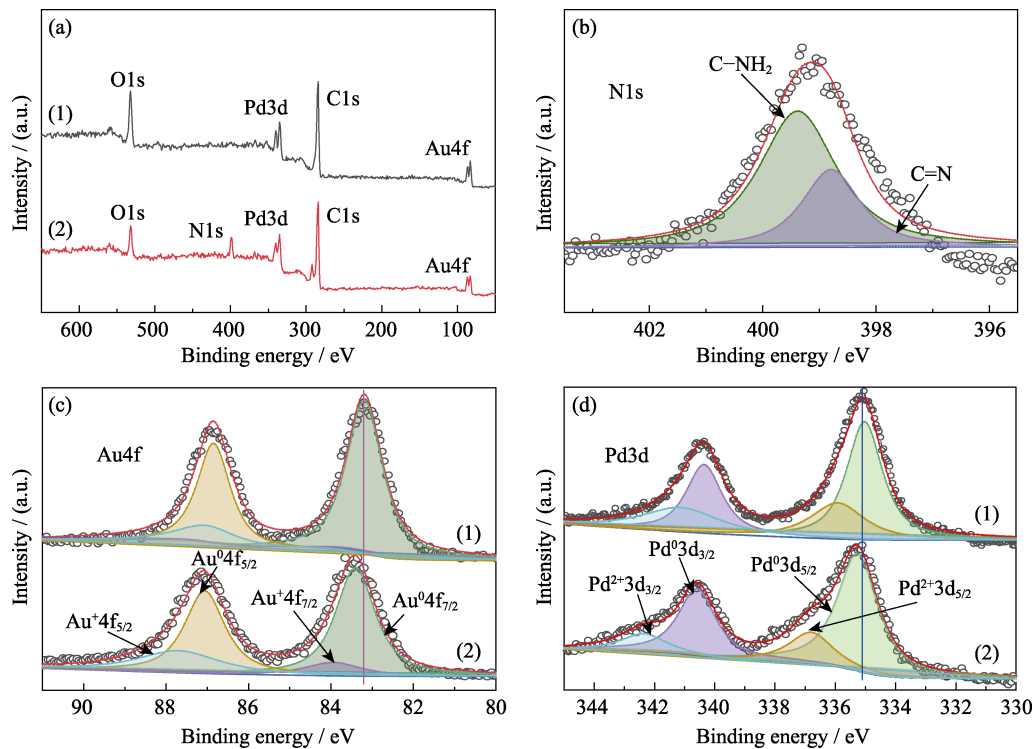 (a)
O1s
(1)
Pd3d
C1s
Au4f
(2)
O1s
N1s
Pd3d
C1s
Au4f
Intensity / (a.u.)
600 500 400 300 200 100
Binding energy / eV
(b)
C−NH₂
N1s
C=N
Intensity / (a.u.)
402 400 398 396
Binding energy / eV
(c)
Au4f
(1)
Au⁰4f₅/₂
Au⁺4f₇/₂
Au⁰4f₇/₂
Au⁺4f₅/₂
(2)
Intensity / (a.u.)
90 88 86 84 82 80
Binding energy / eV
(d)
Pd3d
(1)
Pd⁰3d₃/₂
Pd⁰3d₅/₂
Pd²⁺3d₃/₂
Pd²⁺3d₅/₂
(2)
Intensity / (a.u.)
344 342 340 338 336 334 332 330
Binding energy / eV